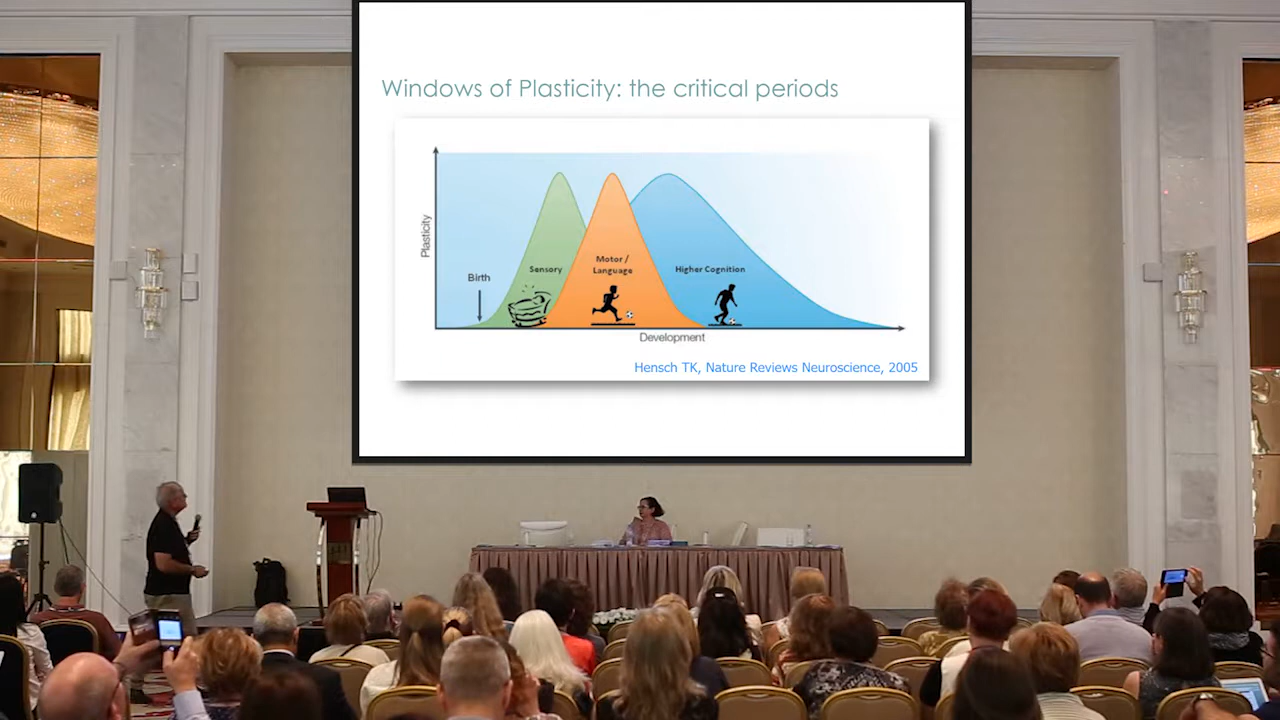 Windows of Plasticity: the critical periods
Plasticity
Birth
Sensory
Motor /
Language
Higher Cognition
Development
Hensch TK, Nature Reviews Neuroscience, 2005